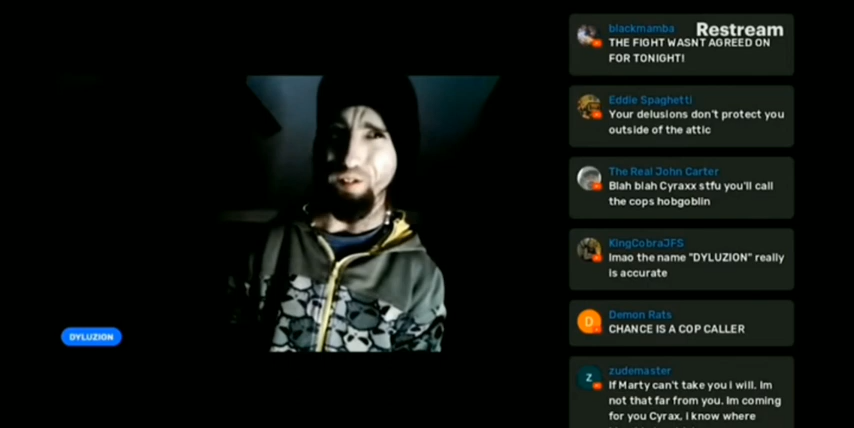 Restream
blackmamba
THE FIGHT WASNT AGREED ON
FOR TONIGHT!
Eddie Spaghetti
Your delusions don't protect you
outside of the attic
The Real John Carter
Blah blah Cyraxx stfu you'll call
the cops hobgoblin
KingCobraJFS
lmao the name "DYLUZION" really
is accurate
Demon Rats
D
CHANCE IS A COP CALLER
zudemaster
Z
If Marty can't take you i will. Im
not that far from you. Im coming
for you Cyrax, i know where
DYLUZION